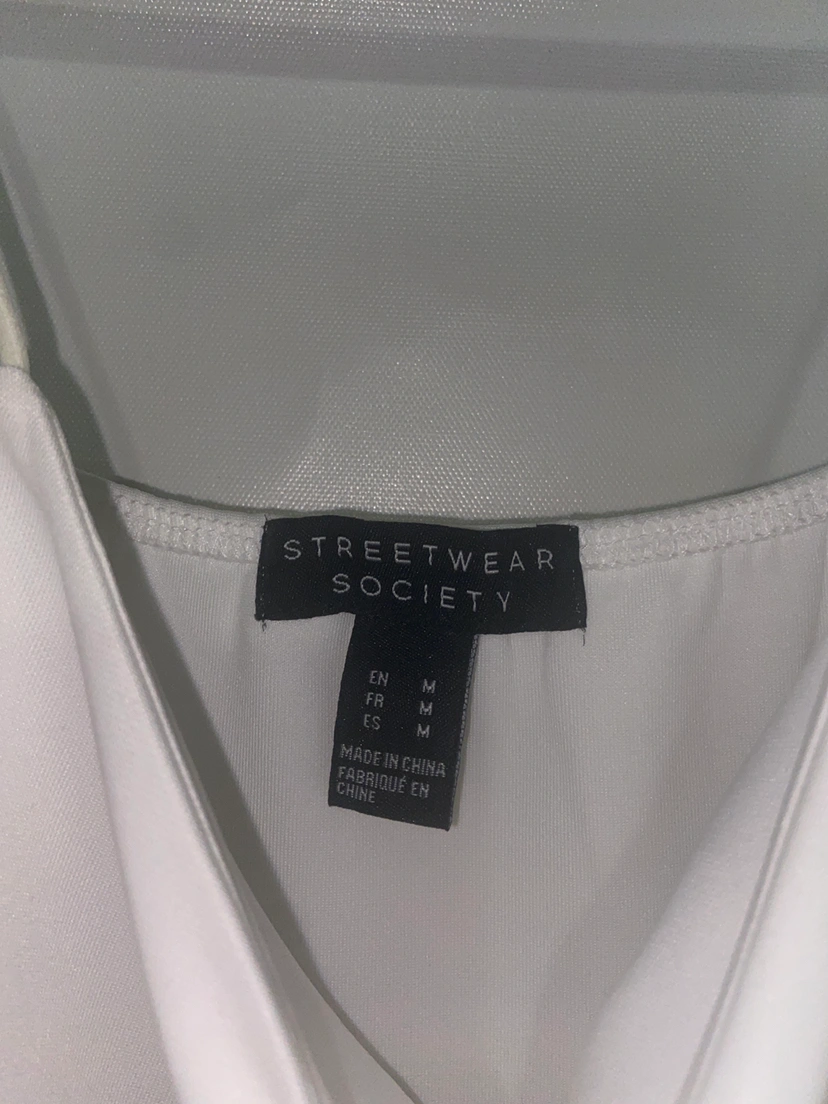 STREETWEAR
SOCIETY
EN M
FR M
ES M
MADE IN CHINA
FABRIQUÉ EN
CHINE